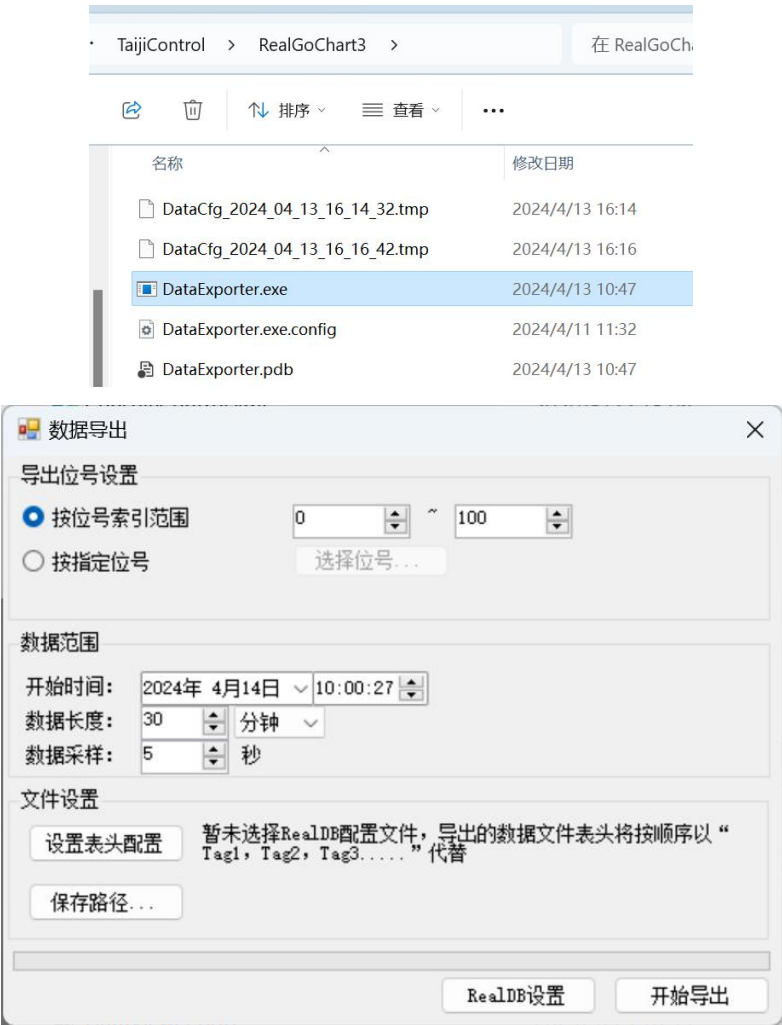 TaijiControl > RealGoChart3 >
在 RealGoCha
排序 查看 •••
名称 修改日期
DataCfg_2024_04_13_16_14_32.tmp 2024/4/13 16:14
DataCfg_2024_04_13_16_16_42.tmp 2024/4/13 16:16
DataExporter.exe 2024/4/13 10:47
DataExporter.exe.config 2024/4/11 11:32
DataExporter.pdb 2024/4/13 10:47
数据导出
导出位号设置
按位号索引范围 0 ~ 100
按指定位号 选择位号...
数据范围
开始时间: 2024年 4月14日 10:00:27
数据长度: 30 分钟
数据采样: 5 秒
文件设置
设置表头配置 暂未选择RealDB配置文件，导出的数据文件表头将按顺序以“
Tag1, Tag2, Tag3.....”代替
保存路径...
RealDB设置 开始导出